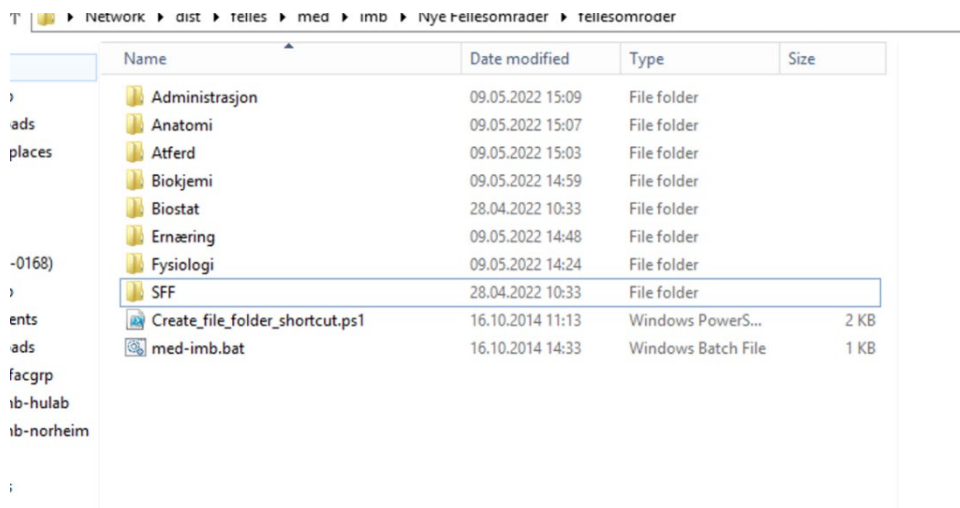 Network dist felles med imb Nye Fellesområder fellesområder
Name Date modified Type Size
Administrasjon 09.05.2022 15:09 File folder
ads Anatomi 09.05.2022 15:07 File folder
places Atferd 09.05.2022 15:03 File folder
Biokjemi 09.05.2022 14:59 File folder
Biostat 28.04.2022 10:33 File folder
Ernæring 09.05.2022 14:48 File folder
-0168) Fysiologi 09.05.2022 14:24 File folder
SFF 28.04.2022 10:33 File folder
ents Create_file_folder_shortcut.ps1 16.10.2014 11:13 Windows PowerS... 2 KB
ads med-imb.bat 16.10.2014 14:33 Windows Batch File 1 KB
facgrp
nb-hulab
nb-norheim